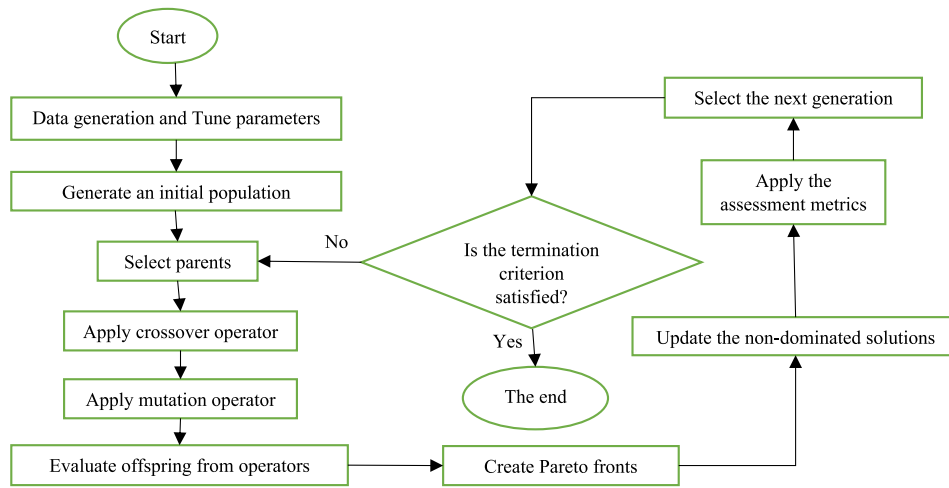 Start
Data generation and Tune parameters
Generate an initial population
Select parents
Apply crossover operator
Apply mutation operator
Evaluate offspring from operators
Create Pareto fronts
Update the non-dominated solutions
Apply the
assessment metrics
Select the next generation
Is the termination
criterion
satisfied?
No
Yes
The end